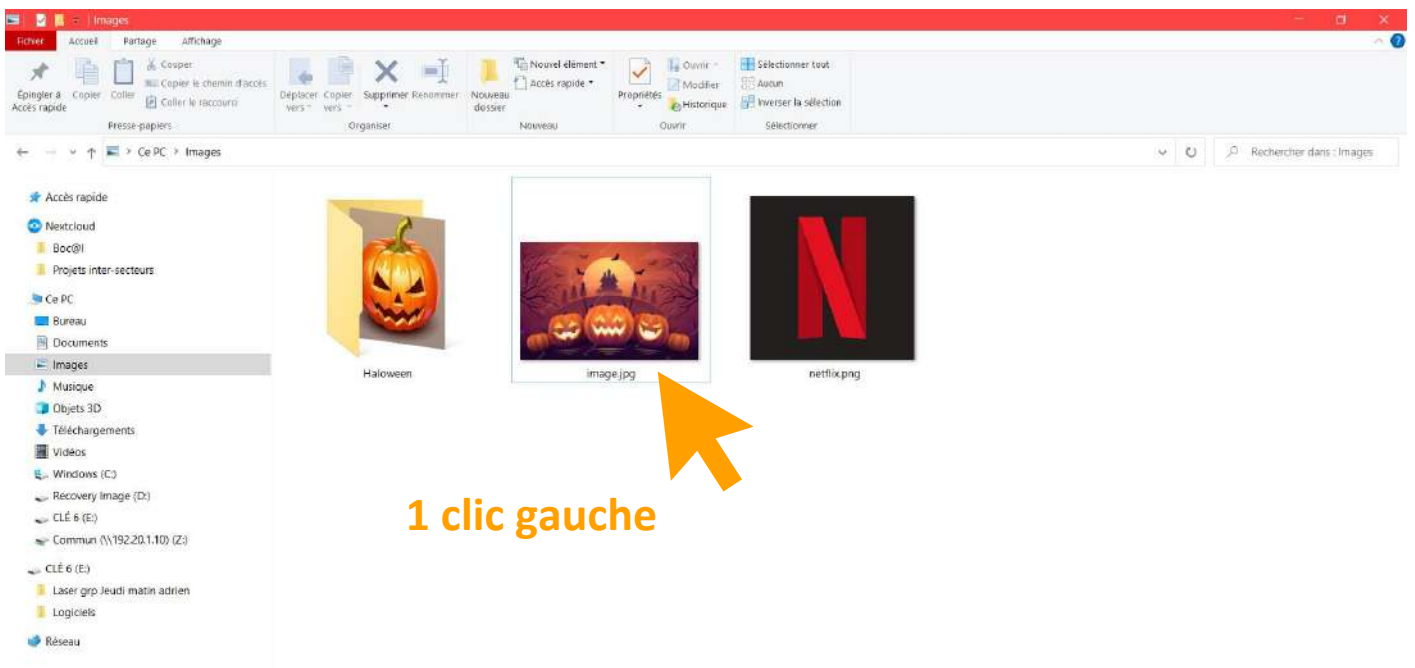 Images
Fichier Accueil Partage Affichage
Épingler à Accès rapide
Copier
Coller
Couper
Copier le chemin d'accès
Coller le raccourci
Presse-papiers
Déplacer vers
Copier vers
Supprimer
Renommer
Organiser
Nouveau dossier
Nouvel élément
Accès rapide
Nouveau
Propriétés
Ouvrir
Modifier
Historique
Ouvrir
Sélectionner tout
Aucun
Inverser la sélection
Sélectionner
Ce PC > Images
Rechercher dans : Images
Accès rapide
Nextcloud
Boc@l
Projets inter-secteurs
Ce PC
Bureau
Documents
Images
Musique
Objets 3D
Téléchargements
Vidéos
Windows (C:)
Recovery Image (D:)
CLÉ 6 (E:)
Commun (\\192.20.1.10) (Z:)
CLÉ 6 (E:)
Laser grp Jeudi matin adrien
Logiciels
Réseau
Haloween
image.jpg
netflix.png
1 clic gauche